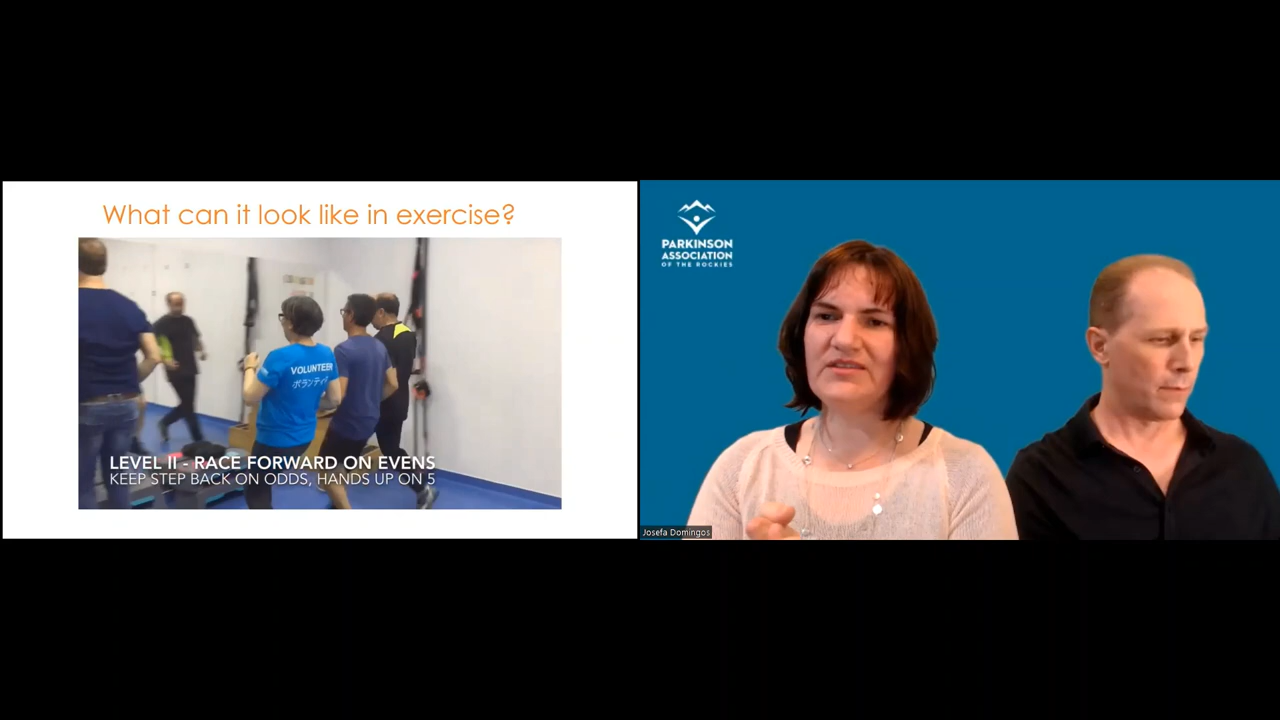 What can it look like in exercise?
VOLUNTEER
ボランティア
LEVEL II - RACE FORWARD ON EVENS
KEEP STEP BACK ON ODDS, HANDS UP ON 5
PARKINSON
ASSOCIATION
OF THE ROCKIES
Josefa Domingos